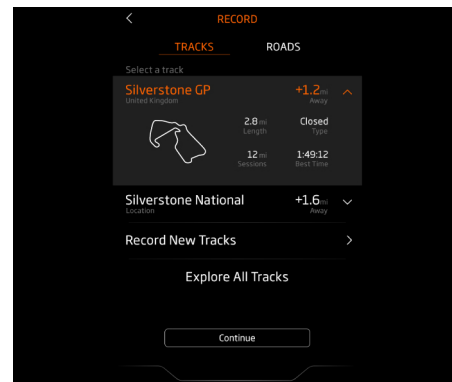 RECORD
TRACKS ROADS
Select a track
Silverstone GP +1.2mi
United Kingdom Away
2.8mi Closed
Length Type
12mi 1:49:12
Sessions Best Time
Silverstone National +1.6mi
Location Away
Record New Tracks
Explore All Tracks
Continue